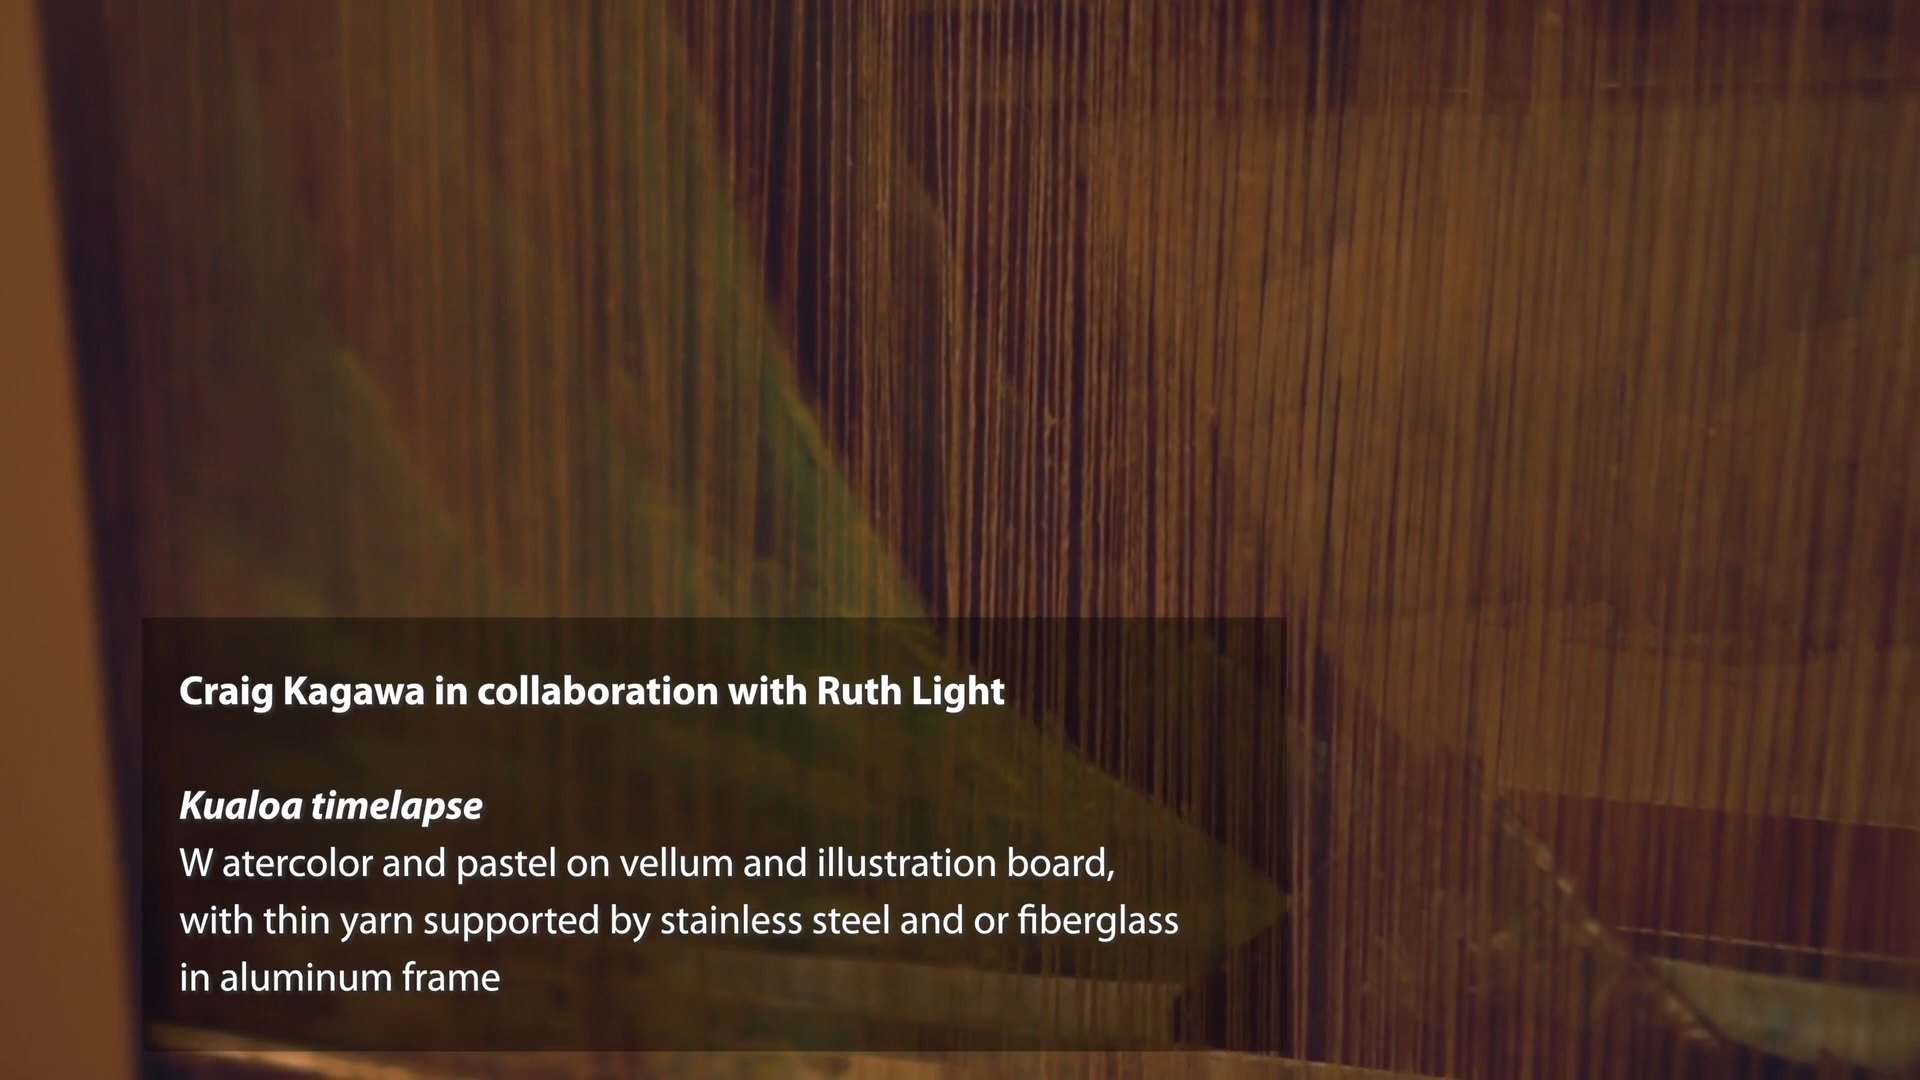 Craig Kagawa in collaboration with Ruth Light
Kualoa timelapse
W atercolor and pastel on vellum and illustration board,
with thin yarn supported by stainless steel and or fiberglass
in aluminum frame